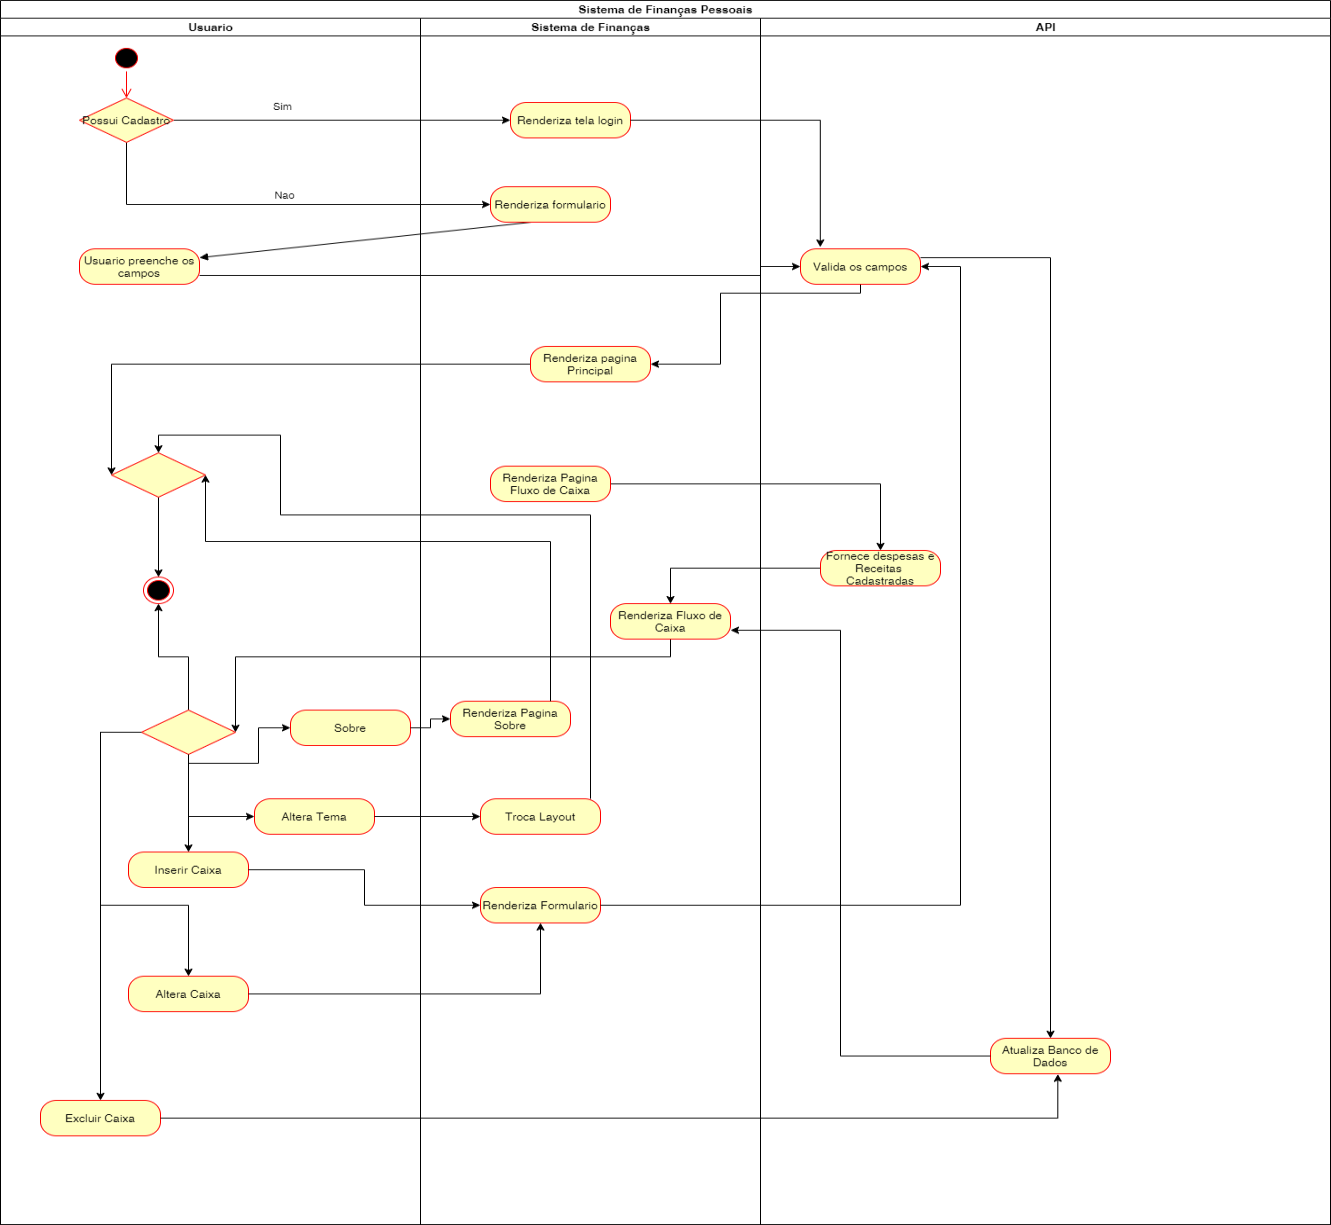 Sistema de Finanças Pessoais
Usuario
Sistema de Finanças
API
Possui Cadastro
Sim
Renderiza tela login
Nao
Renderiza formulario
Usuario preenche os
campos
Valida os campos
Renderiza pagina
Principal
Renderiza Pagina
Fluxo de Caixa
Fornece despesas e
Receitas
Cadastradas
Renderiza Fluxo de
Caixa
Sobre
Renderiza Pagina
Sobre
Altera Tema
Troca Layout
Inserir Caixa
Renderiza Formulario
Altera Caixa
Atualiza Banco de
Dados
Excluir Caixa